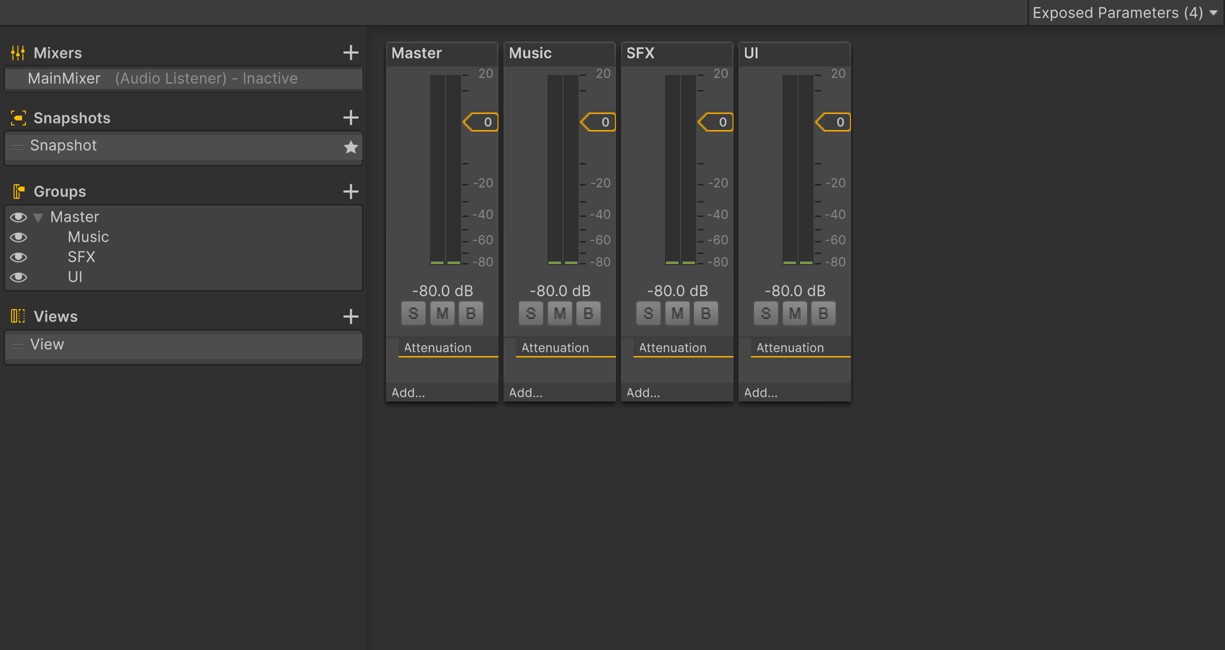 Exposed Parameters (4)
Mixers
MainMixer (Audio Listener) - Inactive
Snapshots
Snapshot
Groups
Master
Music
SFX
UI
Views
View
Master
20
0
-20
-40
-60
-80
-80.0 dB
S M B
Attenuation
Add...
Music
20
0
-20
-40
-60
-80
-80.0 dB
S M B
Attenuation
Add...
SFX
20
0
-20
-40
-60
-80
-80.0 dB
S M B
Attenuation
Add...
UI
20
0
-20
-40
-60
-80
-80.0 dB
S M B
Attenuation
Add...